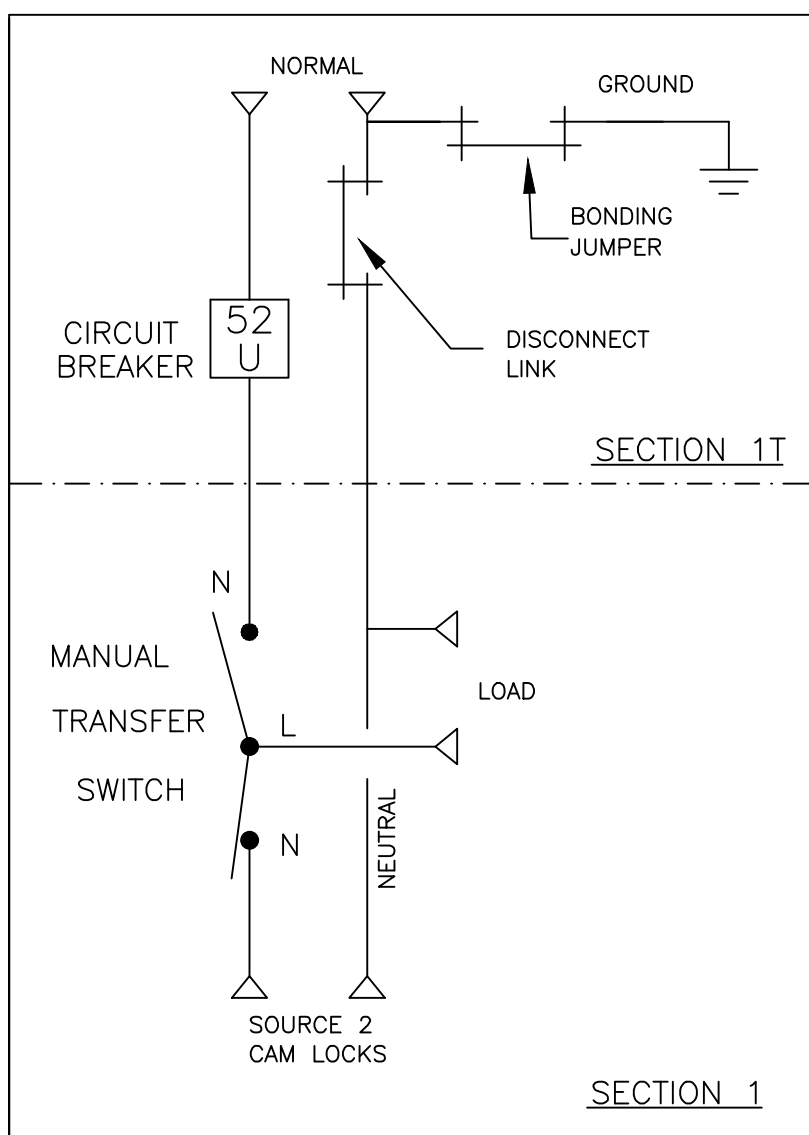 NORMAL
GROUND
BONDING
JUMPER
CIRCUIT
BREAKER
52
U
DISCONNECT
LINK
SECTION 1T
N
MANUAL
TRANSFER
SWITCH
L
LOAD
N
NEUTRAL
SOURCE 2
CAM LOCKS
SECTION 1